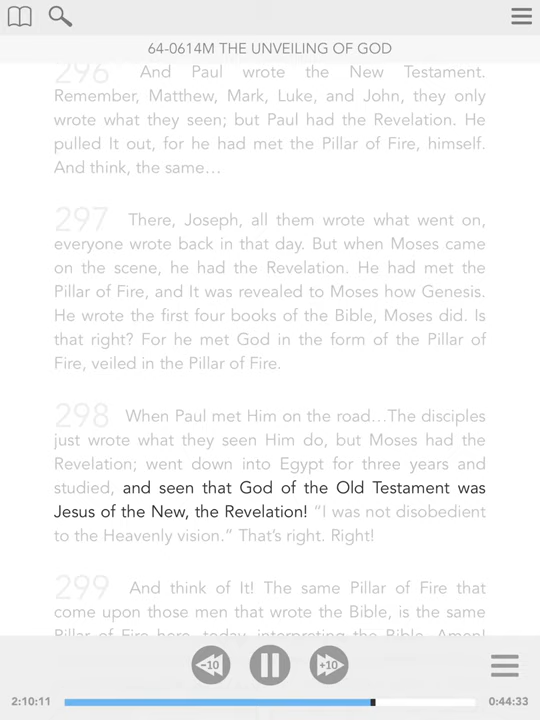 64-0614M THE UNVEILING OF GOD
296 And Paul wrote the New Testament.
Remember, Matthew, Mark, Luke, and John, they only
wrote what they seen; but Paul had the Revelation. He
pulled It out, for he had met the Pillar of Fire, himself.
And think, the same…
297 There, Joseph, all them wrote what went on,
everyone wrote back in that day. But when Moses came
on the scene, he had the Revelation. He had met the
Pillar of Fire, and It was revealed to Moses how Genesis.
He wrote the first four books of the Bible, Moses did. Is
that right? For he met God in the form of the Pillar of
Fire, veiled in the Pillar of Fire.
298 When Paul met Him on the road…The disciples
just wrote what they seen Him do, but Moses had the
Revelation; went down into Egypt for three years and
studied, and seen that God of the Old Testament was
Jesus of the New, the Revelation! “I was not disobedient
to the Heavenly vision.” That’s right. Right!
299 And think of It! The same Pillar of Fire that
come upon those men that wrote the Bible, is the same
Pillar of Fire here, today, interpreting the Bible. Amen!
-10 +10
2:10:11 0:44:33